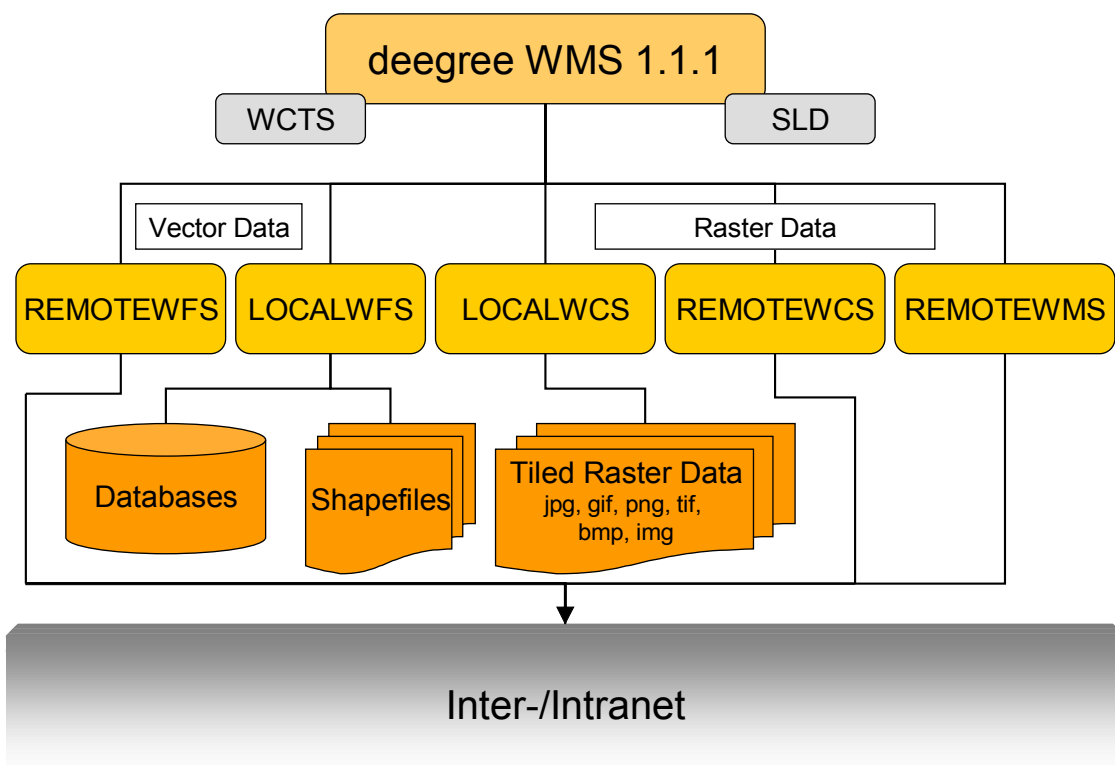 deegree WMS 1.1.1
WCTS
SLD
Vector Data
Raster Data
REMOTEWFS
LOCALWFS
LOCALWCS
REMOTEWCS
REMOTEWMS
Databases
Shapefiles
Tiled Raster Data
jpg, gif, png, tif,
bmp, img
Inter-/Intranet